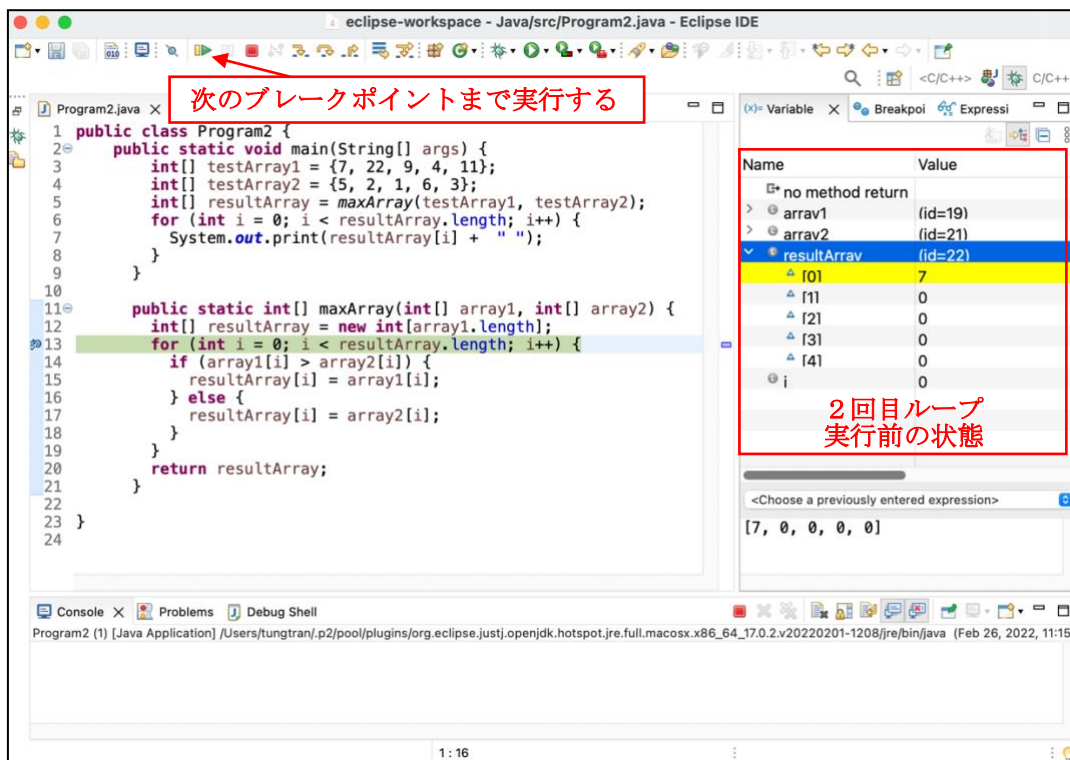 eclipse-workspace - Java/src/Program2.java - Eclipse IDE
<C/C++>
C/C++
次のブレークポイントまで実行する
Program2.java
1 public class Program2 {
2 public static void main(String[] args) {
3 int[] testArray1 = {7, 22, 9, 4, 11};
4 int[] testArray2 = {5, 2, 1, 6, 3};
5 int[] resultArray = maxArray(testArray1, testArray2);
6 for (int i = 0; i < resultArray.length; i++) {
7 System.out.print(resultArray[i] + " ");
8 }
9 }
10
11 public static int[] maxArray(int[] array1, int[] array2) {
12 int[] resultArray = new int[array1.length];
13 for (int i = 0; i < resultArray.length; i++) {
14 if (array1[i] > array2[i]) {
15 resultArray[i] = array1[i];
16 } else {
17 resultArray[i] = array2[i];
18 }
19 }
20 return resultArray;
21 }
22
23 }
24
(x)= Variable Breakpoi Expressi
Name Value
no method return
array1 (id=19)
array2 (id=21)
resultArray (id=22)
[0] 7
[1] 0
[2] 0
[3] 0
[4] 0
i 0
２回目ループ
実行前の状態
<Choose a previously entered expression>
[7, 0, 0, 0, 0]
Console Problems Debug Shell
Program2 (1) [Java Application] /Users/tungtran/.p2/pool/plugins/org.eclipse.justj.openjdk.hotspot.jre.full.macosx.x86_64_17.0.2.v20220201-1208/jre/bin/java (Feb 26, 2022, 11:15
1 : 16